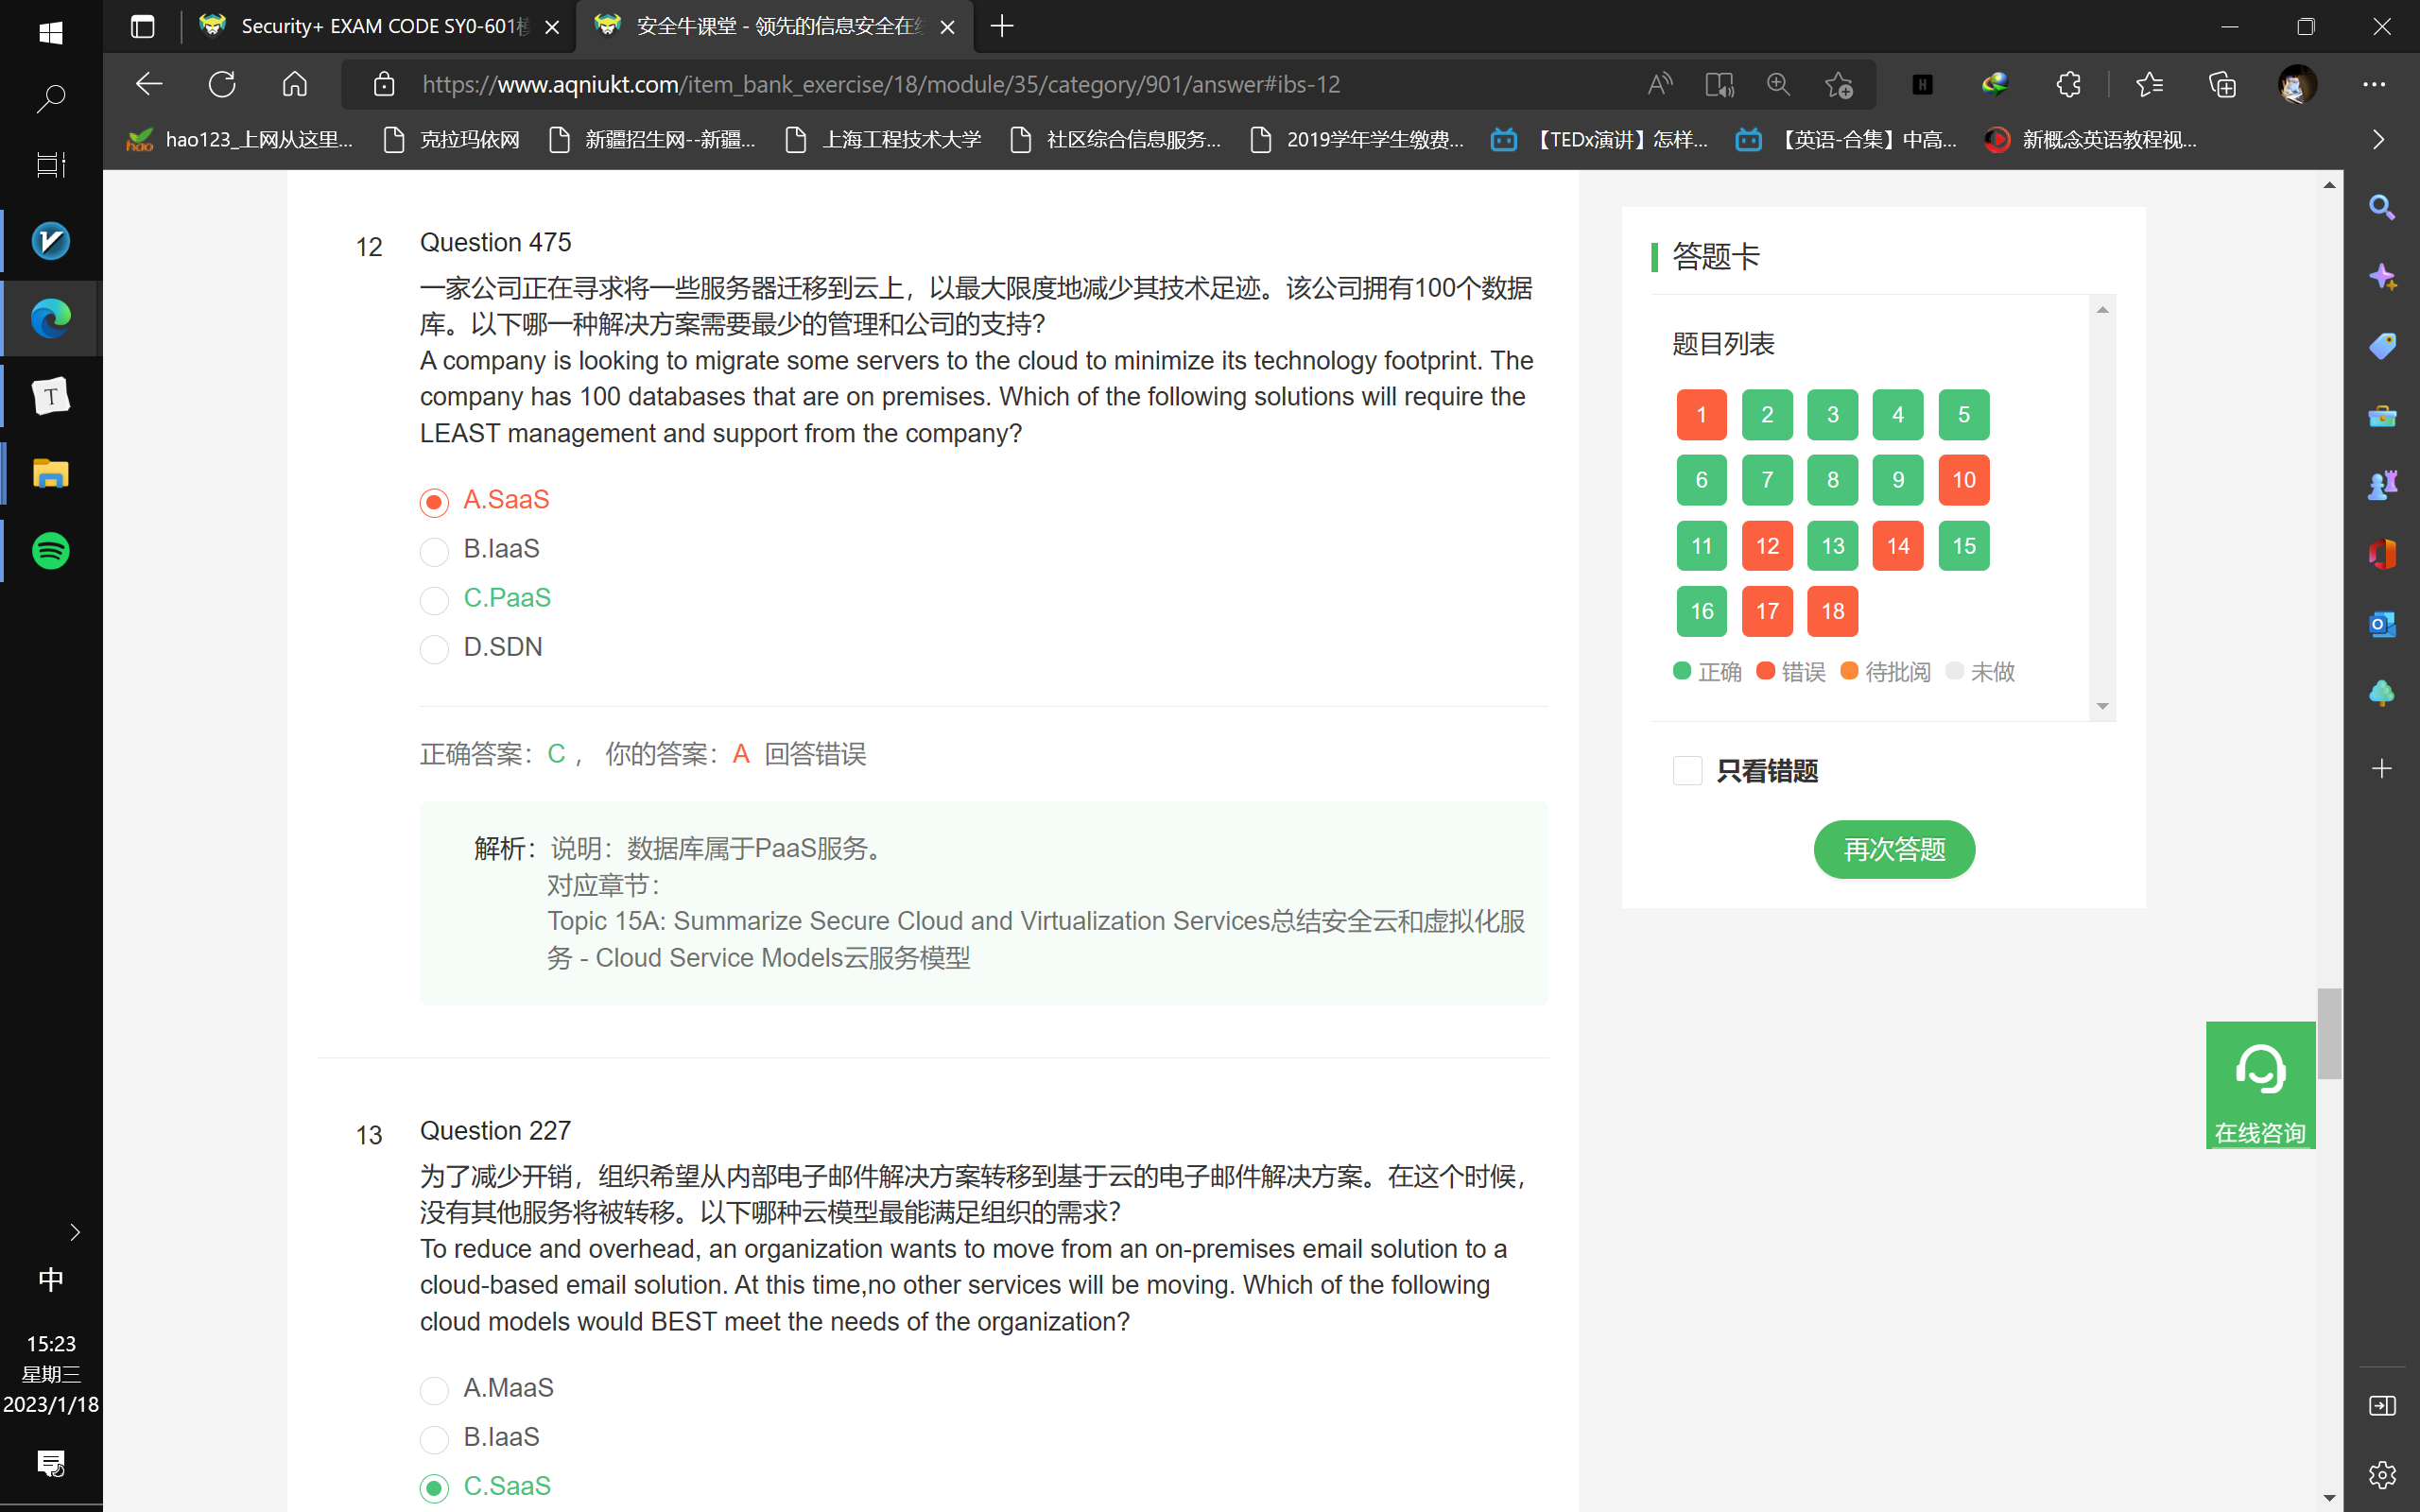 Security+ EXAM CODE SY0-601模
安全牛课堂 - 领先的信息安全在线
https://www.aqniukt.com/item_bank_exercise/18/module/35/category/901/answer#ibs-12
hao123_上网从这里...
克拉玛依网
新疆招生网--新疆...
上海工程技术大学
社区综合信息服务...
2019学年学生缴费...
【TEDx演讲】怎样...
【英语-合集】中高...
新概念英语教程视...
12
Question 475
一家公司正在寻求将一些服务器迁移到云上，以最大限度地减少其技术足迹。该公司拥有100个数据
库。以下哪一种解决方案需要最少的管理和公司的支持？
A company is looking to migrate some servers to the cloud to minimize its technology footprint. The
company has 100 databases that are on premises. Which of the following solutions will require the
LEAST management and support from the company?
A.SaaS
B.IaaS
C.PaaS
D.SDN
正确答案：C， 你的答案：A 回答错误
解析：说明：数据库属于PaaS服务。
对应章节：
Topic 15A: Summarize Secure Cloud and Virtualization Services总结安全云和虚拟化服
务 - Cloud Service Models云服务模型
13
Question 227
为了减少开销，组织希望从内部电子邮件解决方案转移到基于云的电子邮件解决方案。在这个时候，
没有其他服务将被转移。以下哪种云模型最能满足组织的需求？
To reduce and overhead, an organization wants to move from an on-premises email solution to a
cloud-based email solution. At this time,no other services will be moving. Which of the following
cloud models would BEST meet the needs of the organization?
A.MaaS
B.IaaS
C.SaaS
答题卡
题目列表
1 2 3 4 5
6 7 8 9 10
11 12 13 14 15
16 17 18
正确 错误 待批阅 未做
只看错题
再次答题
在线咨询
中
15:23
星期三
2023/1/18